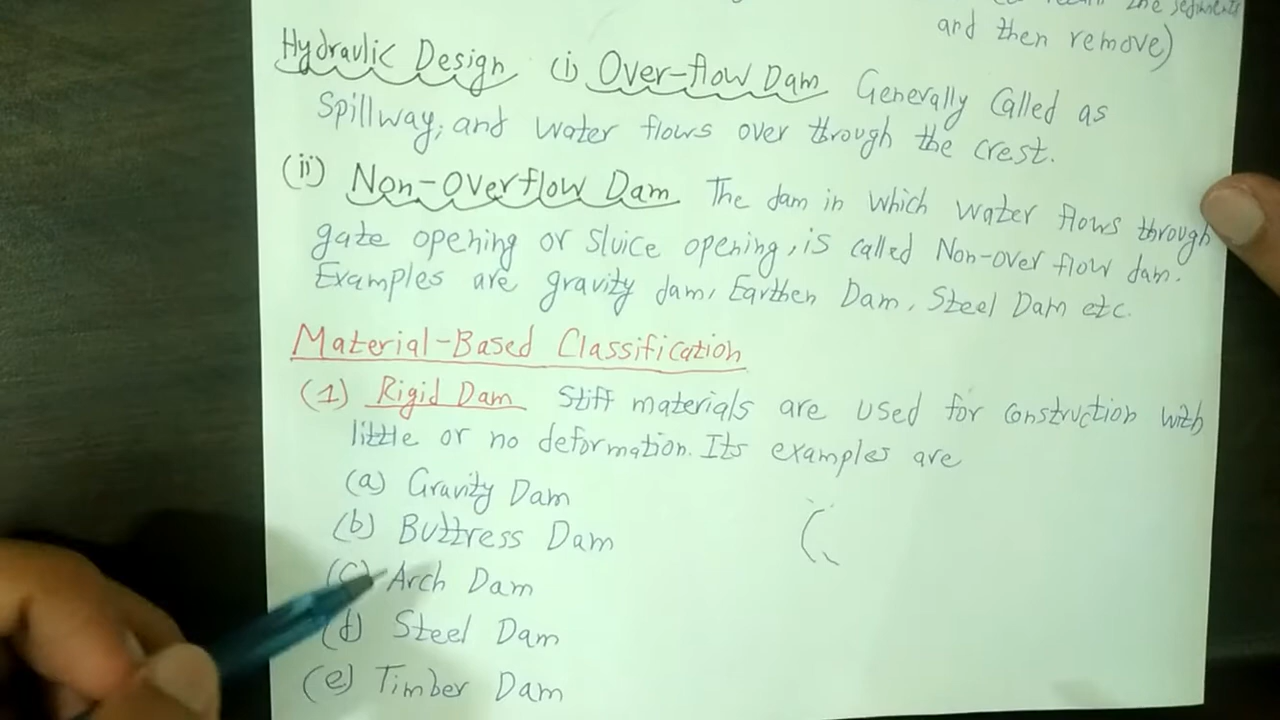 the sediments
and then remove)
Hydraulic Design (i) Over-flow Dam Generally Called as
Spillway, and water flows over through the crest.
(ii) Non-Overflow Dam The dam in which water flows through
gate opening or sluice opening, is called Non-over flow dam.
Examples are gravity dam, Earthen Dam, Steel Dam etc.
Material-Based Classification
(1) Rigid Dam Stiff materials are used for construction with
little or no deformation. Its examples are
(a) Gravity Dam
(b) Buttress Dam
(c) Arch Dam
(d) Steel Dam
(e) Timber Dam